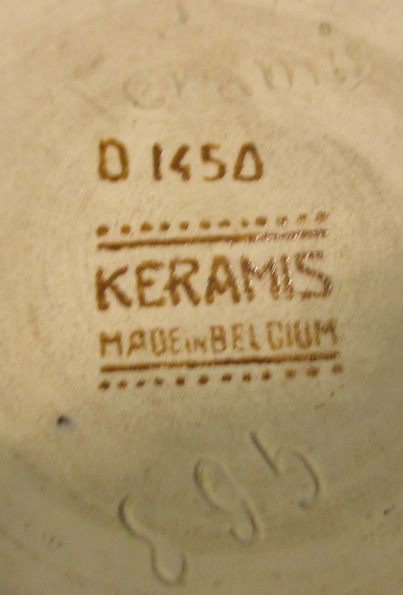 Keramis
D 1450
KERAMIS
MADE IN BELGIUM
895